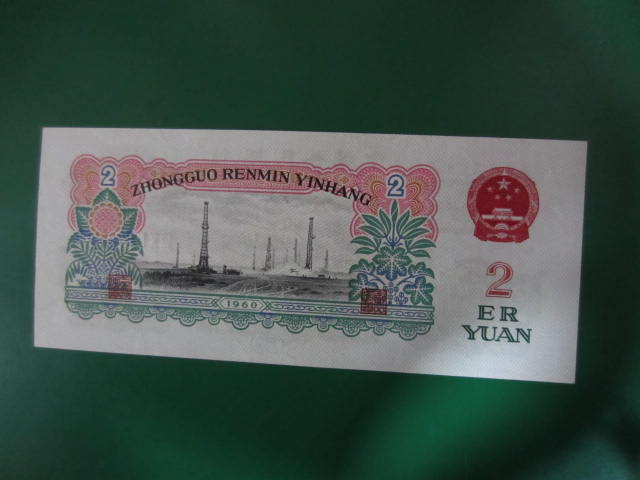 2
2
ZHONGGUO RENMIN YINHANG
1960
2
ER
YUAN